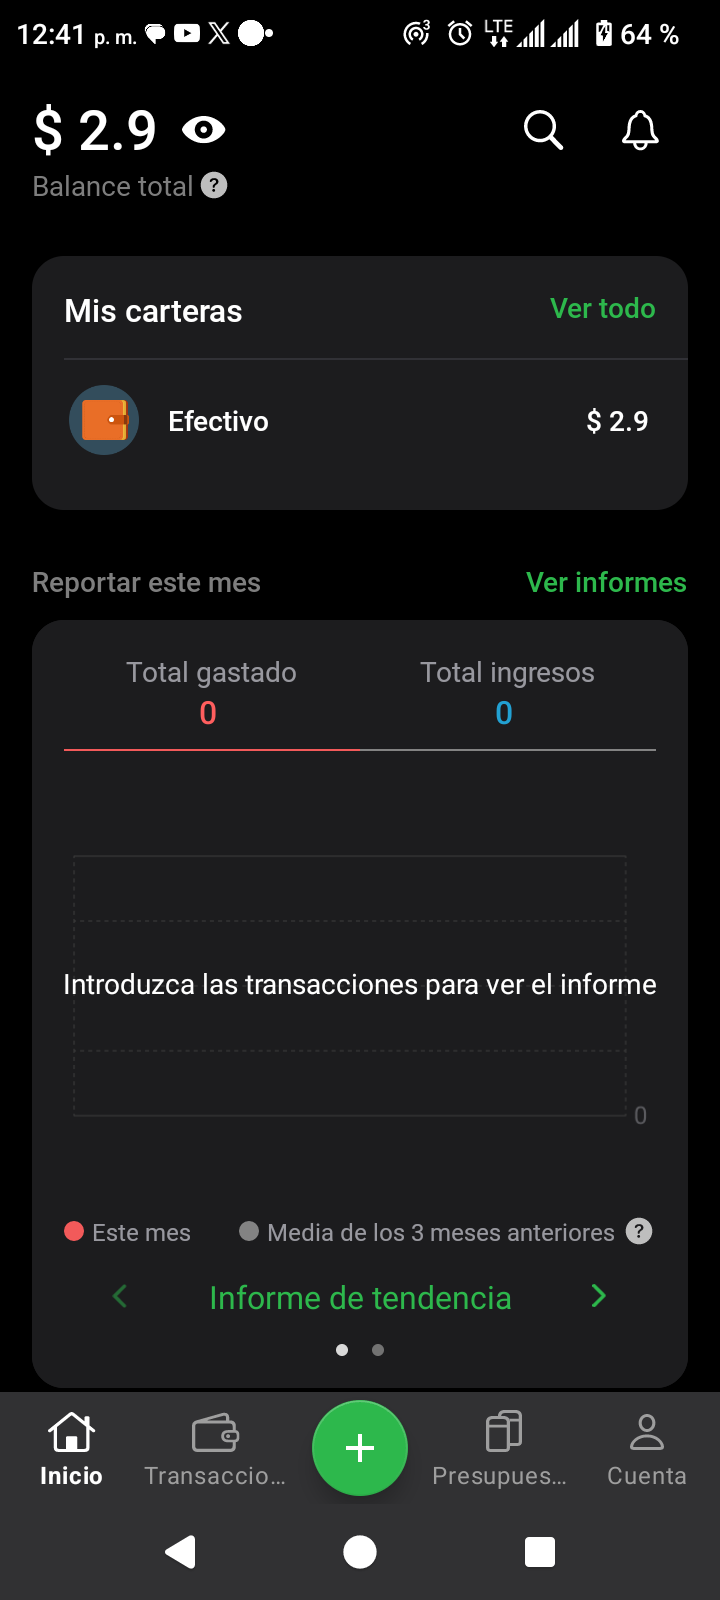 12:41 p. m.
3
LTE
64 %
$ 2.9
Balance total ?
Mis carteras
Ver todo
Efectivo
$ 2.9
Reportar este mes
Ver informes
Total gastado
Total ingresos
0
0
Introduzca las transacciones para ver el informe
0
Este mes
Media de los 3 meses anteriores ?
Informe de tendencia
Inicio
Transaccio...
Presupues...
Cuenta